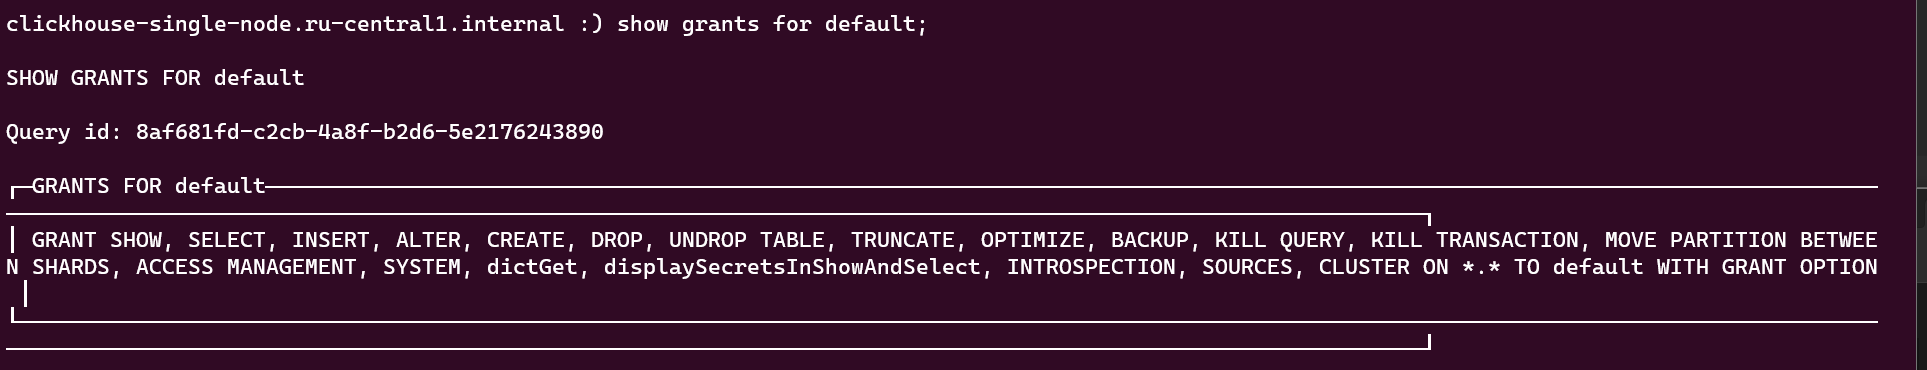 clickhouse-single-node.ru-central1.internal :) show grants for default;
SHOW GRANTS FOR default
Query id: 8af681fd-c2cb-4a8f-b2d6-5e2176243890
GRANTS FOR default
GRANT SHOW, SELECT, INSERT, ALTER, CREATE, DROP, UNDROP TABLE, TRUNCATE, OPTIMIZE, BACKUP, KILL QUERY, KILL TRANSACTION, MOVE PARTITION BETWEE
N SHARDS, ACCESS MANAGEMENT, SYSTEM, dictGet, displaySecretsInShowAndSelect, INTROSPECTION, SOURCES, CLUSTER ON *.* TO default WITH GRANT OPTION